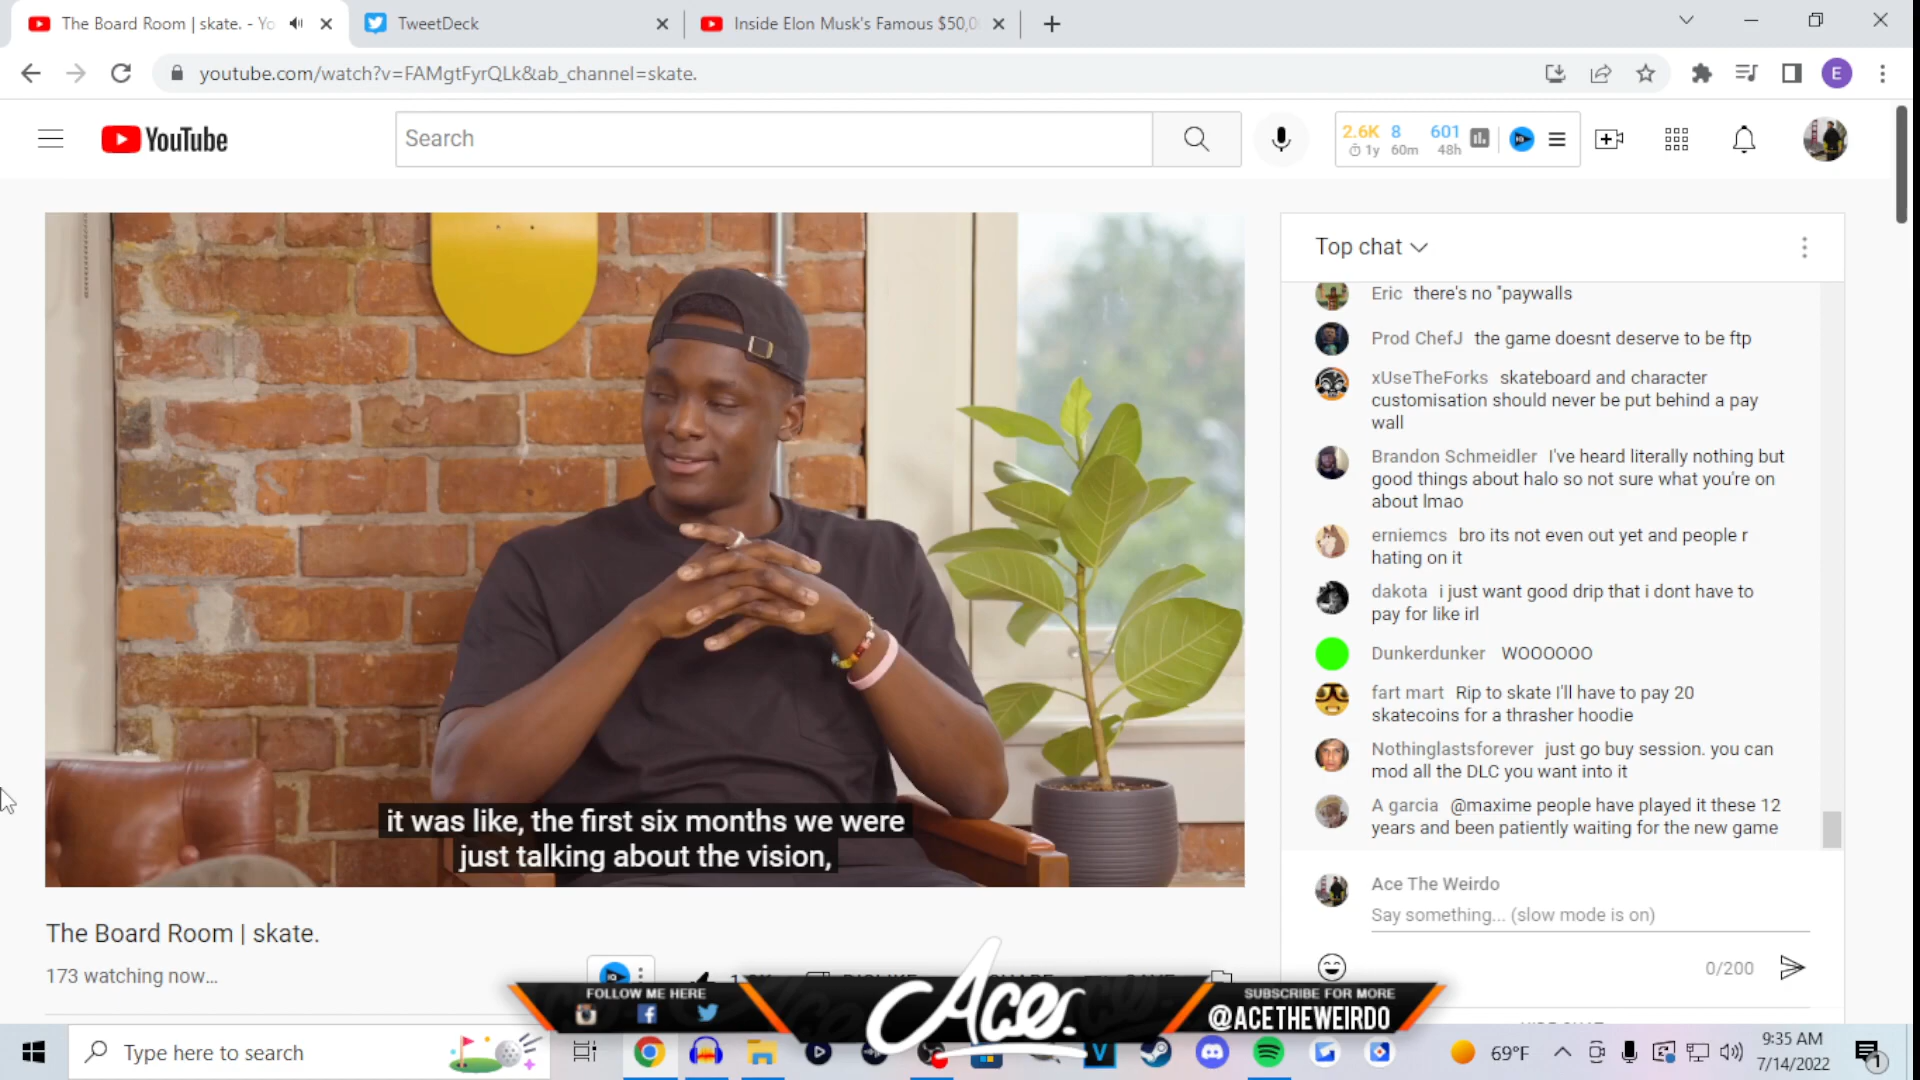 The Board Room | skate. - Yo
TweetDeck
Inside Elon Musk's Famous $50,0
youtube.com/watch?v=FAMgtFyrQLk&ab_channel=skate.
E
YouTube
Search
2.6K 8 601
1y 60m 48h
Top chat
Eric there's no "paywalls
Prod ChefJ the game doesnt deserve to be ftp
xUseTheForks skateboard and character
customisation should never be put behind a pay
wall
Brandon Schmeidler I've heard literally nothing but
good things about halo so not sure what you're on
about lmao
erniemcs bro its not even out yet and people r
hating on it
dakota i just want good drip that i dont have to
pay for like irl
Dunkerdunker WOOOOOO
fart mart Rip to skate I'll have to pay 20
skatecoins for a thrasher hoodie
Nothinglastsforever just go buy session. you can
mod all the DLC you want into it
A garcia @maxime people have played it these 12
years and been patiently waiting for the new game
Ace The Weirdo
Say something... (slow mode is on)
0/200
it was like, the first six months we were
just talking about the vision,
The Board Room | skate.
173 watching now...
FOLLOW ME HERE
Ace.
SUBSCRIBE FOR MORE
@ACETHEWEIRDO
Type here to search
69°F
9:35 AM
7/14/2022
1